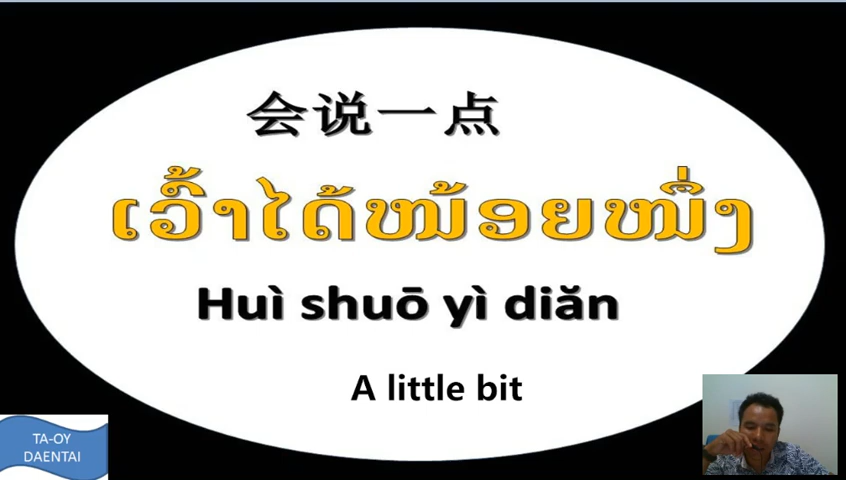 会说一点
ເວົ້າໄດ້ໜ້ອຍໜຶ່ງ
Huì shuō yì diăn
A little bit
TA-OY
DAENTAI